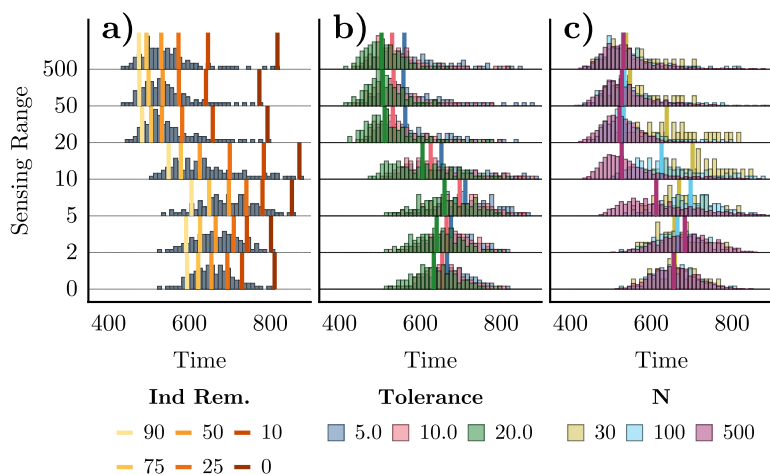 a) b) c)
Sensing Range
500
50
20
10
5
2
0
400 600 800 400 600 800 400 600 800
Time Time Time
Ind Rem. Tolerance N
90 50 10 5.0 10.0 20.0 30 100 500
75 25 0